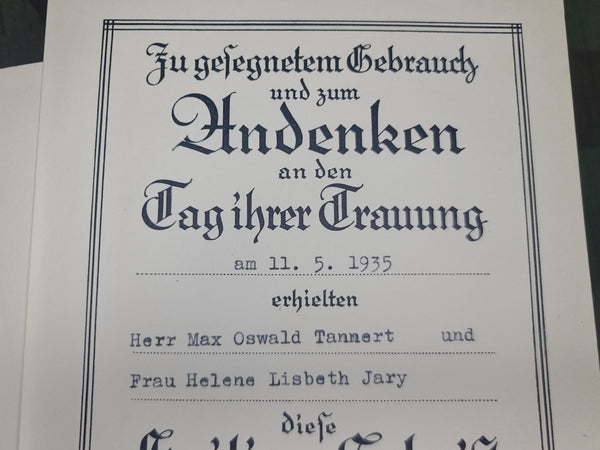 Zu gesegnetem Gebrauch
und zum
Andenken
an den
Tag ihrer Trauung
am 11. 5. 1935
erhielten
Herr Max Oswald Tannert und
Frau Helene Lisbeth Jary
diese